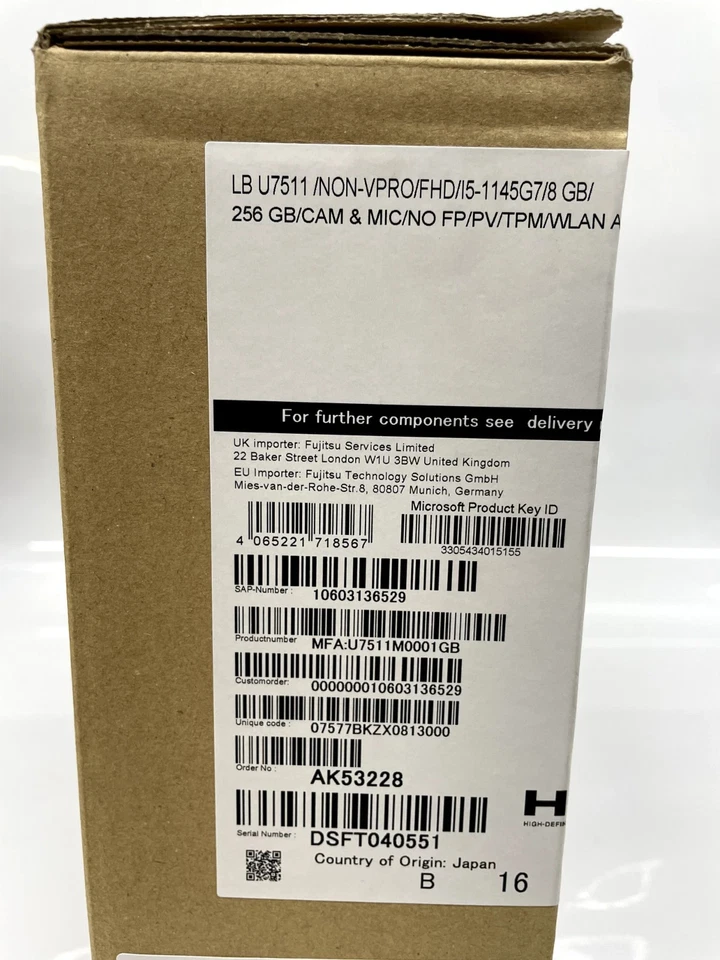 LB U7511 /NON-VPRO/FHD/I5-1145G7/8 GB/
256 GB/CAM & MIC/NO FP/PV/TPM/WLAN A
For further components see delivery
UK importer: Fujitsu Services Limited
22 Baker Street London W1U 3BW United Kingdom
EU Importer: Fujitsu Technology Solutions GmbH
Mies-van-der-Rohe-Str.8, 80807 Munich, Germany
Microsoft Product Key ID
4 065221 718567
3305434015155
SAP-Number : 10603136529
Productnumber MFA:U7511M0001GB
Customorder: 000000010603136529
Unique code : 07577BKZX0813000
Order No : AK53228
Serial Number : DSFT040551
H
HIGH-DEFIN
Country of Origin: Japan
B 16